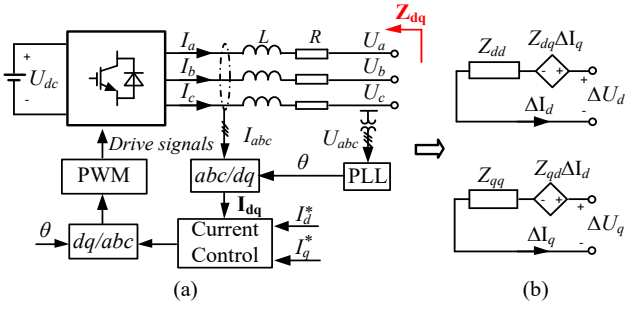 Z_dq
I_a L R U_a
+ U_dc -
I_b U_b
I_c U_c
Drive signals I_abc U_abc
PWM abc/dq θ PLL
I_dq
θ dq/abc Current Control I_d^* I_q^*
(a)
Z_dd Z_dqΔI_q
- + +
ΔI_d ΔU_d
-
Z_qq Z_qdΔI_d
- + +
ΔI_q ΔU_q
-
(b)